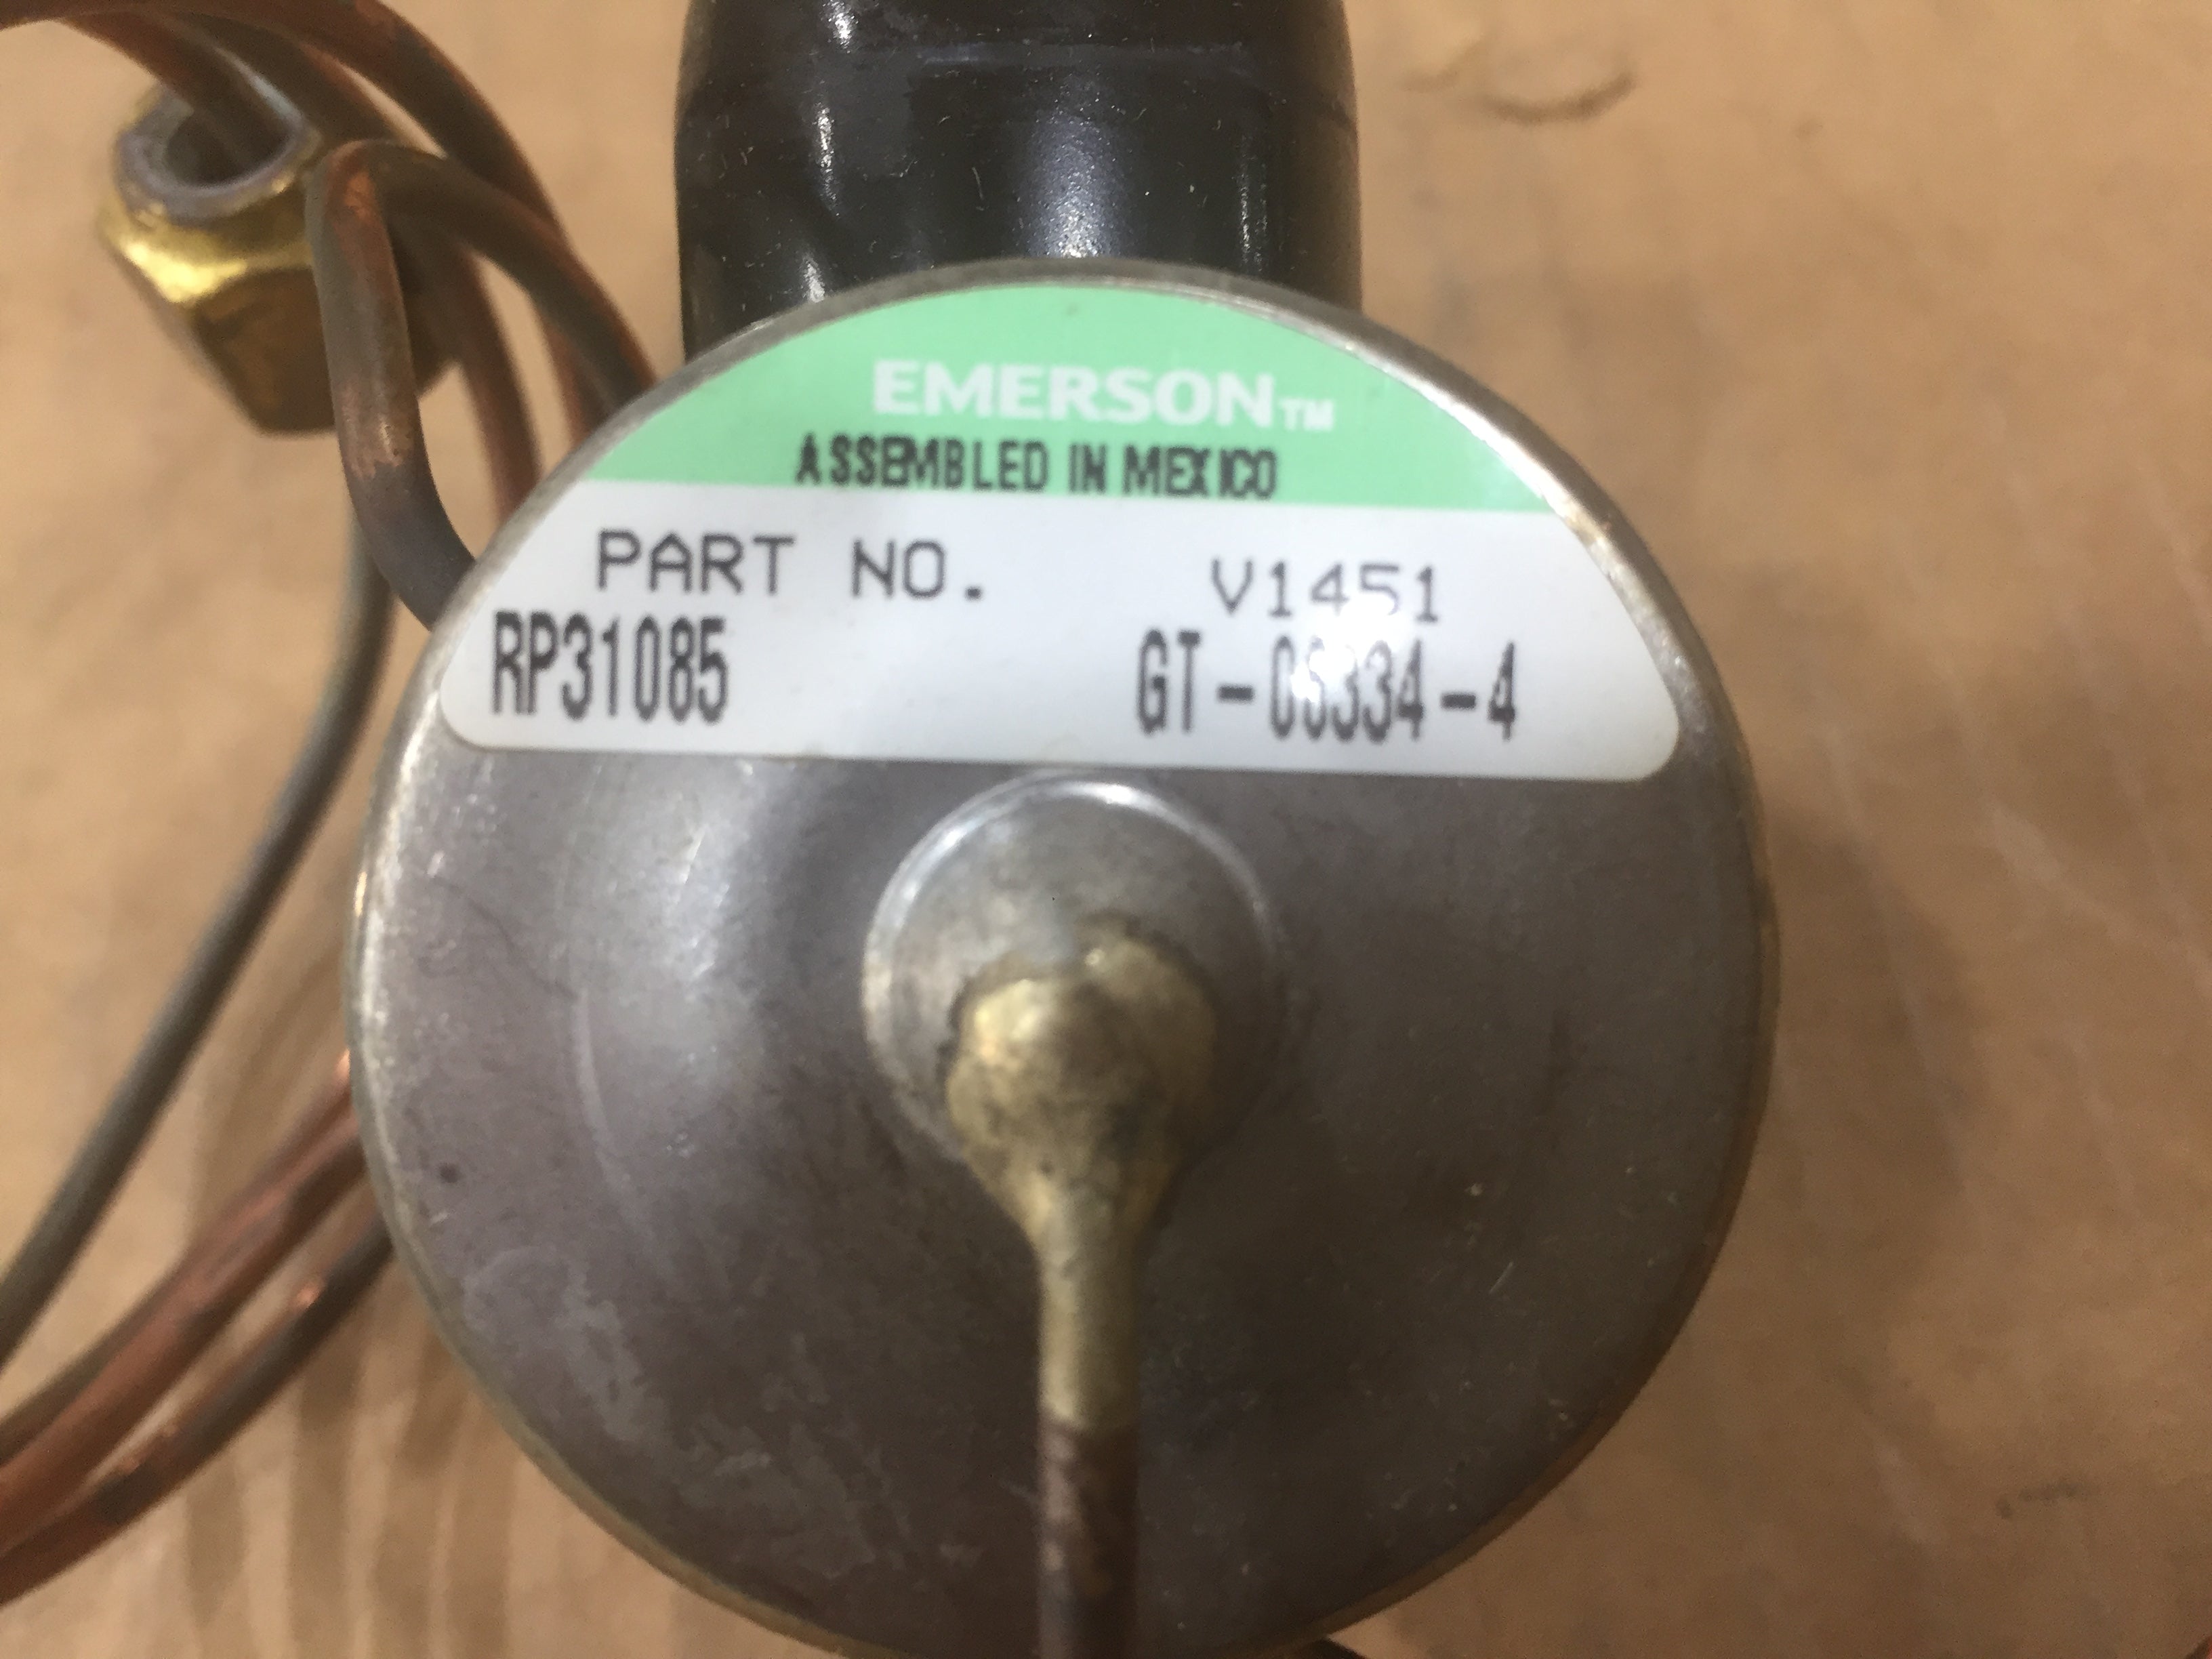 EMERSON™
ASSEMBLED IN MEXICO
PART NO. V1451
RP31085